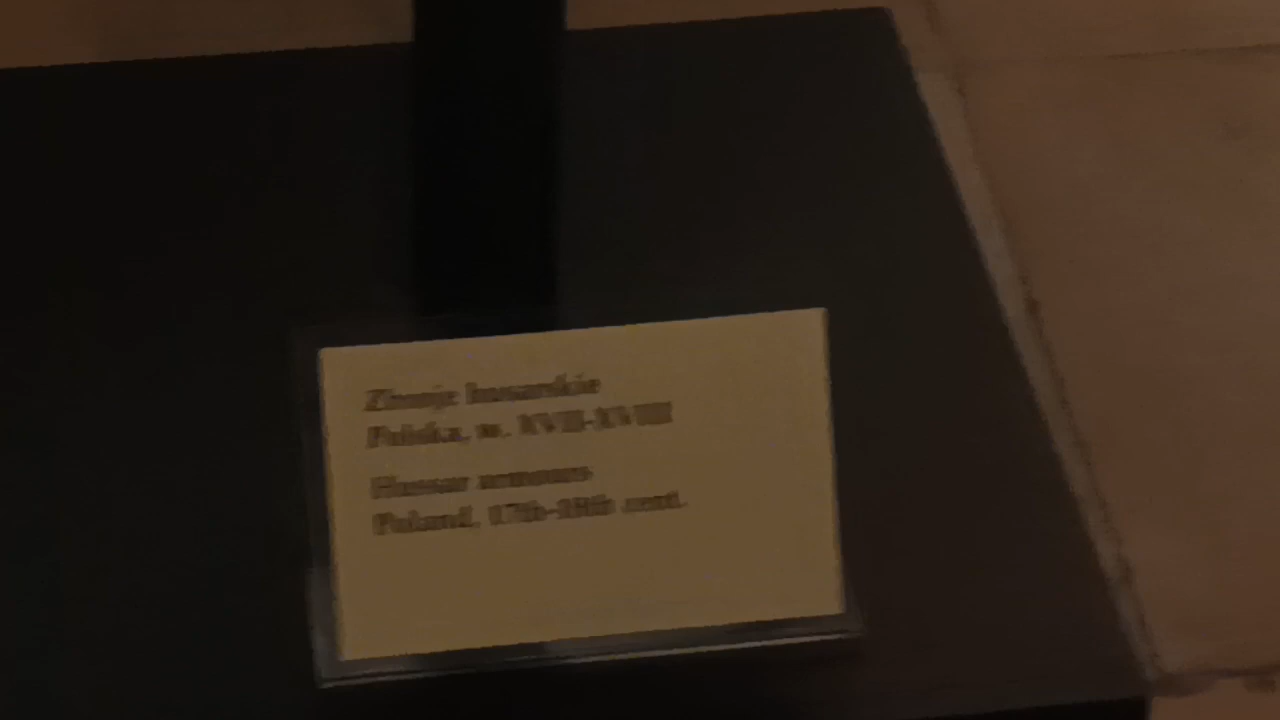 Zbroje husarskie
Polska, w. XVII-XVIII
Hussar armours
Poland, 17th-18th cent.